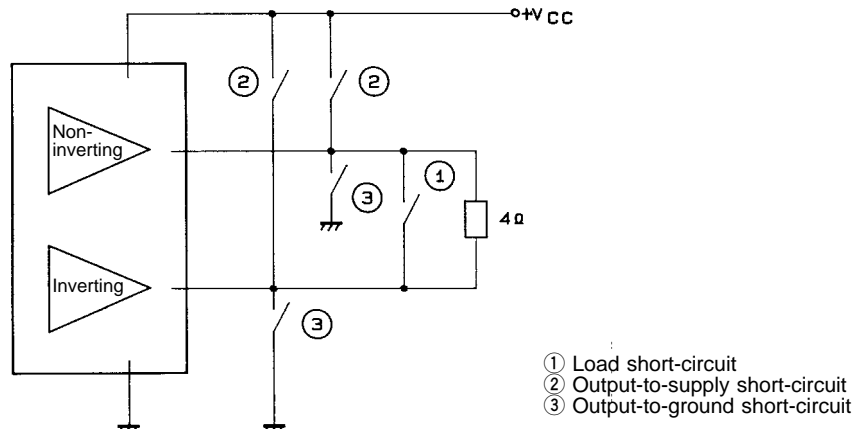 +VCC
② ②
Non-
inverting
①
③
4Ω
Inverting
③
① Load short-circuit
② Output-to-supply short-circuit
③ Output-to-ground short-circuit